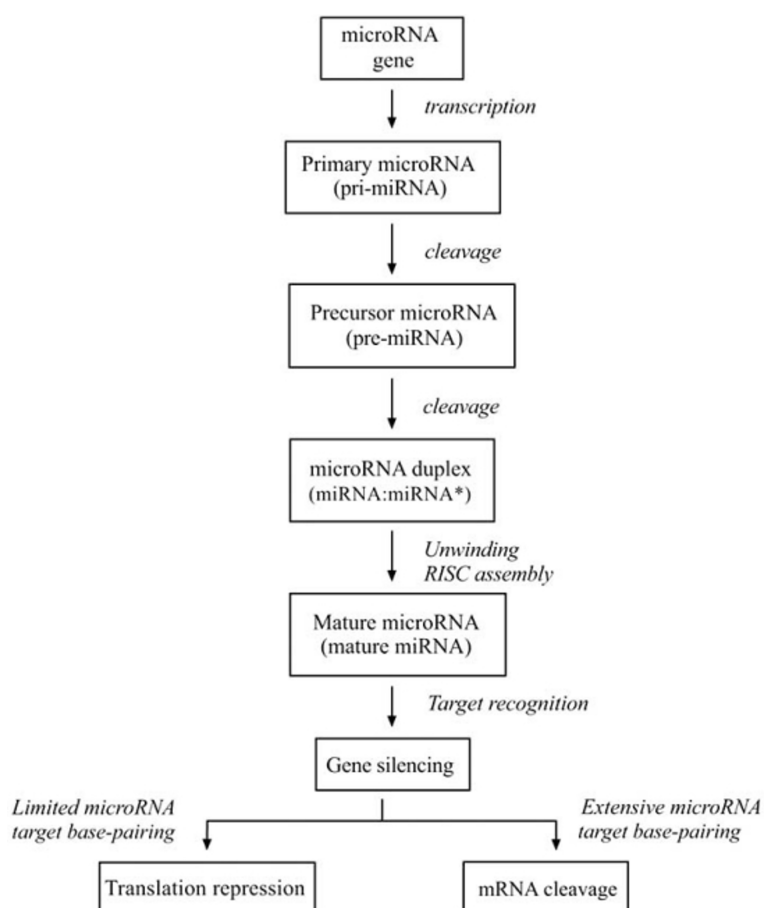 microRNA
gene
transcription
Primary microRNA
(pri-miRNA)
cleavage
Precursor microRNA
(pre-miRNA)
cleavage
microRNA duplex
(miRNA:miRNA*)
Unwinding
RISC assembly
Mature microRNA
(mature miRNA)
Target recognition
Gene silencing
Limited microRNA
target base-pairing
Extensive microRNA
target base-pairing
Translation repression
mRNA cleavage